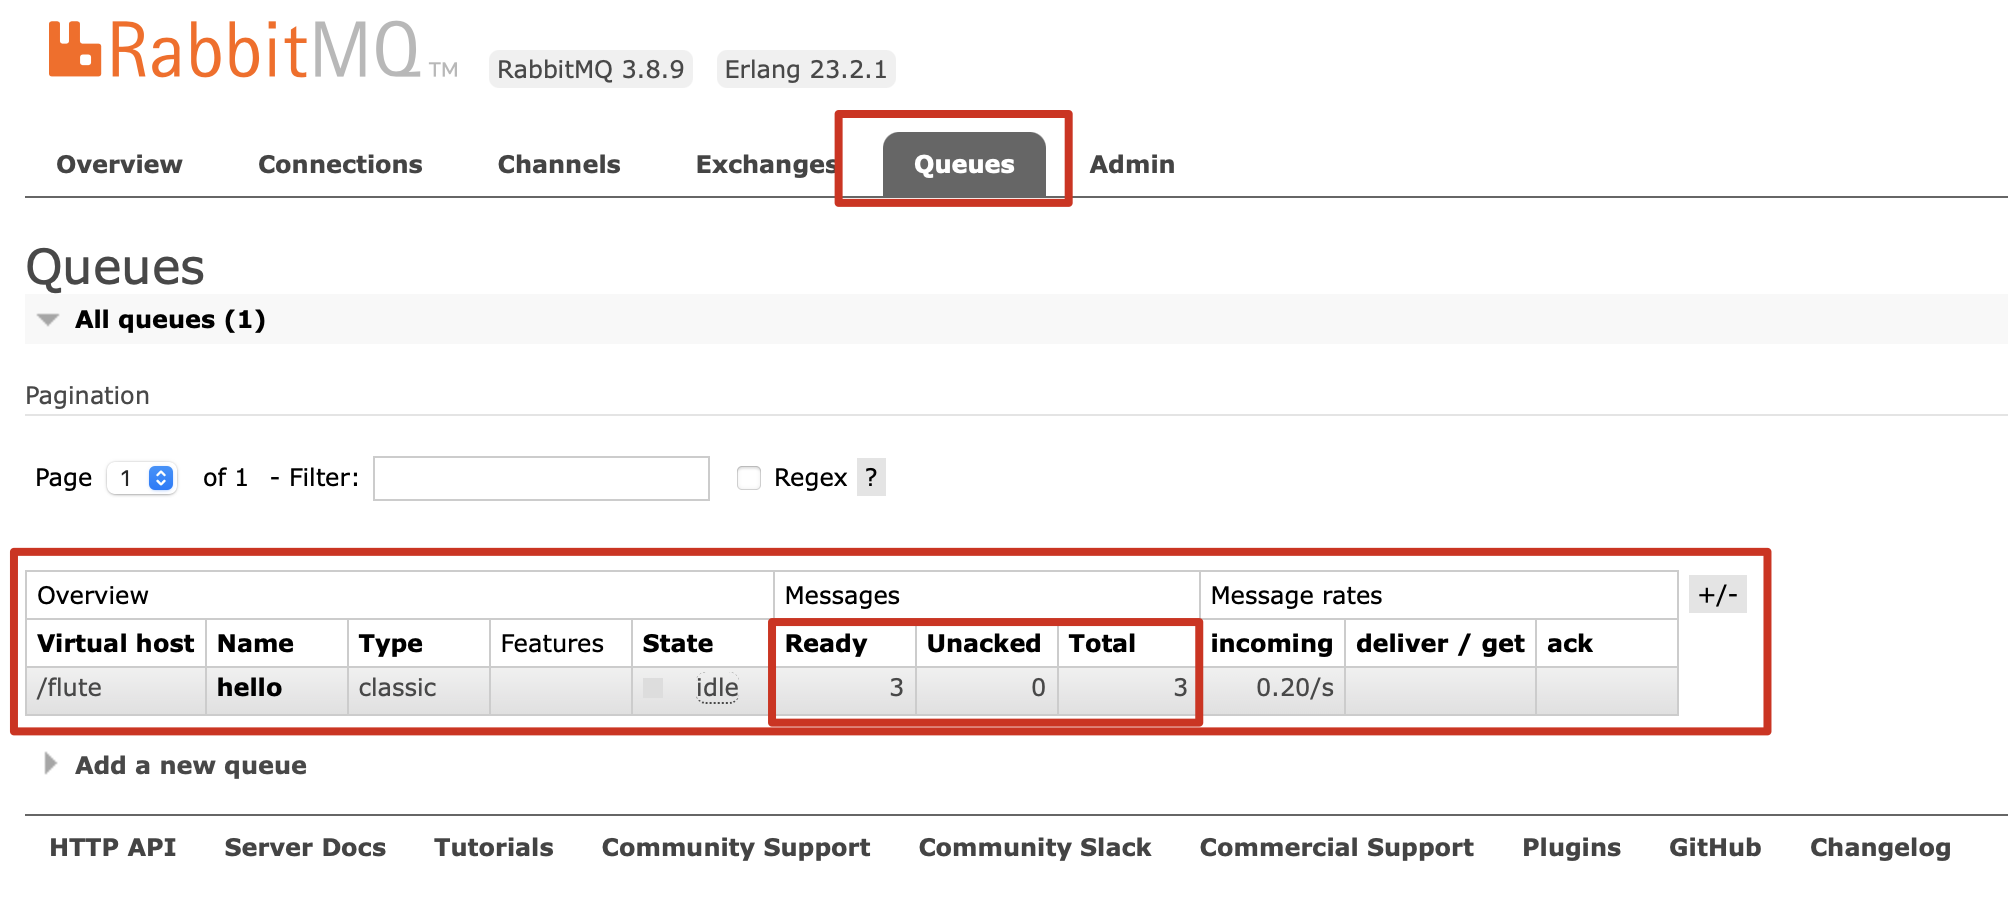 RabbitMQ TM RabbitMQ 3.8.9 Erlang 23.2.1
Overview Connections Channels Exchanges Queues Admin
Queues
All queues (1)
Pagination
Page 1 of 1 - Filter: Regex ?
Overview Messages Message rates +/-
Virtual host Name Type Features State Ready Unacked Total incoming deliver / get ack
/flute hello classic idle 3 0 3 0.20/s
Add a new queue
HTTP API Server Docs Tutorials Community Support Community Slack Commercial Support Plugins GitHub Changelog